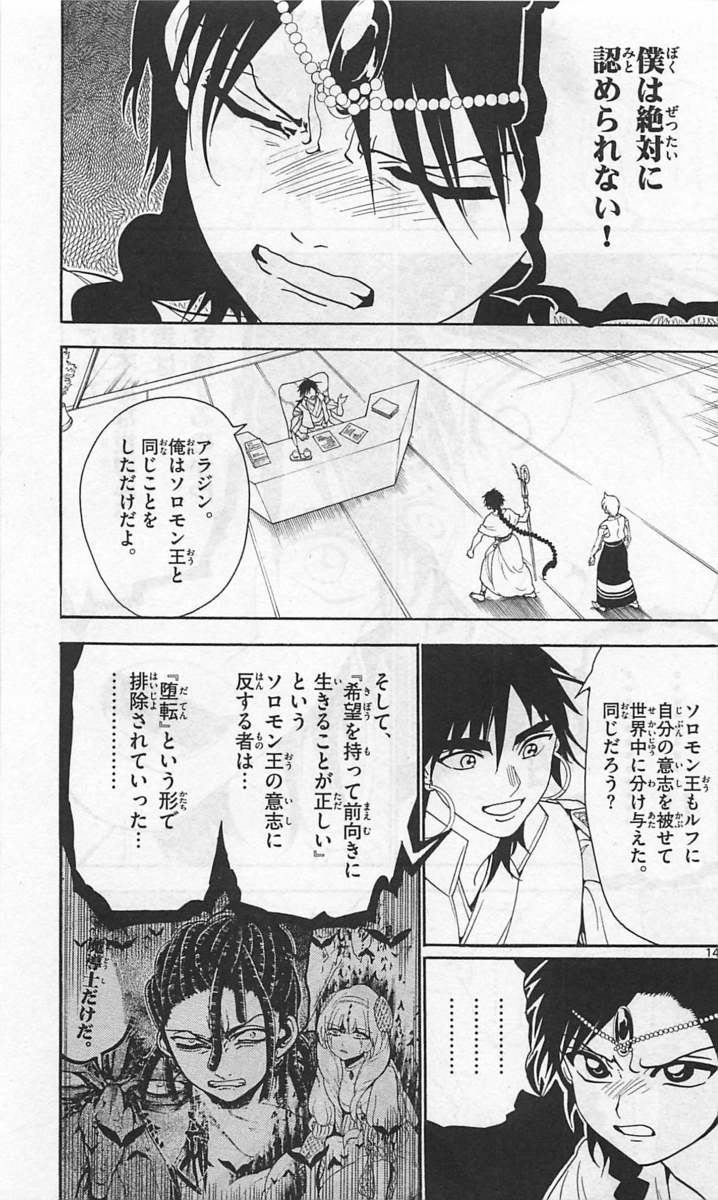 僕は絶対に
認められない！
アラジン。
俺はソロモン王と
同じことを
しただけだよ。
ソロモン王もルフに
自分の意志を被せて
世界中に分け与えた。
同じだろう？
14
…………
…………
そして、
『希望を持って前向きに
生きることが正しい』
という
ソロモン王の意志に
反する者は…
『堕転』という形で
排除されていった…
……………
魔導士だけだ。